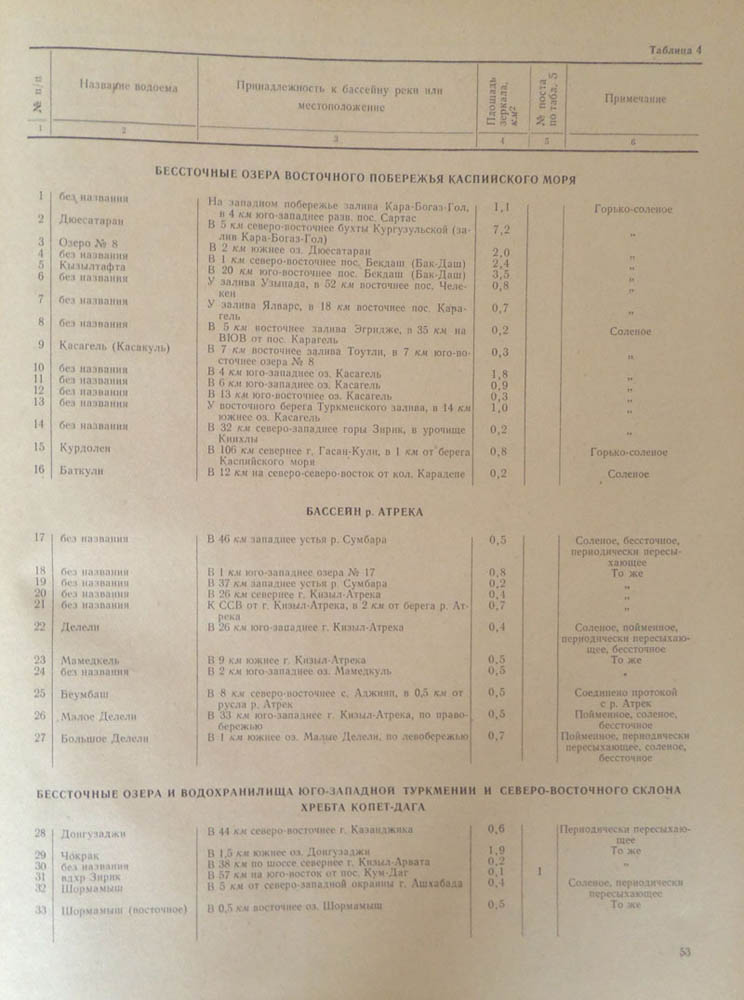 Таблица 4
№ п/п Название водоема Принадлежность к бассейну реки или местоположение Площадь зеркала, км² № поста по табл. 5 Примечание
1 2 3 4 5 6
БЕССТОЧНЫЕ ОЗЕРА ВОСТОЧНОГО ПОБЕРЕЖЬЯ КАСПИЙСКОГО МОРЯ
1 без названия На западном побережье залива Кара-Богаз-Гол, 1,1 Горько-соленое
в 4 км юго-западнее разв. пос. Сартас
2 Дюесатаран В 5 км северо-восточнее бухты Кургузульской (за- 7,2 „
лив Кара-Богаз-Гол)
3 Озеро № 8 В 2 км южнее оз. Дюесатаран 2,0 „
4 без названия В 1 км северо-восточнее пос. Бекдаш (Бак-Даш) 2,4 „
5 Кызылтафта В 20 км юго-восточнее пос. Бекдаш (Бак-Даш) 3,5 „
6 без названия У залива Узынада, в 52 км восточнее пос. Челе- 0,8 „
кен
7 без названия У залива Ялварс, в 18 км восточнее пос. Кара- 0,7 „
гель
8 без названия В 5 км восточнее залива Эгридже, в 35 км на 0,2 Соленое
ВЮВ от пос. Карагель
9 Касагель (Касакуль) В 7 км восточнее залива Тоутли, в 7 км юго-во- 0,3 „
сточнее озера № 8
10 без названия В 4 км юго-западнее оз. Касагель 1,8 „
11 без названия В 6 км юго-западнее оз. Касагель 0,9 „
12 без названия В 13 км юго-восточнее оз. Касагель 0,3 „
13 без названия У восточного берега Туркменского залива, в 14 км 1,0 „
южнее оз. Касагель
14 без названия В 32 км северо-западнее горы Зирик, в урочище 0,2 „
Кинхлы
15 Курдолен В 106 км севернее г. Гасан-Кули, в 1 км от берега 0,8 Горько-соленое
Каспийского моря
16 Баткули В 12 км на северо-северо-восток от кол. Карадепе 0,2 Соленое
БАССЕЙН р. АТРЕКА
17 без названия В 46 км западнее устья р. Сумбара 0,5 Соленое, бессточное,
периодически пересы-
хающее
18 без названия В 1 км юго-западнее озера № 17 0,8 То же
19 без названия В 37 км западнее устья р. Сумбара 0,2 „
20 без названия В 26 км севернее г. Кизыл-Атрека 0,4 „
21 без названия К ССВ от г. Кизыл-Атрека, в 2 км от берега р. Ат- 0,7 „
река
22 Делели В 26 км юго-западнее г. Кизыл-Атрека 0,4 Соленое, пойменное,
периодически пересыхаю-
щее, бессточное
23 Мамедкель В 9 км южнее г. Кизыл-Атрека 0,5 То же
24 без названия В 2 км юго-западнее оз. Мамедкуль 0,5 „
25 Беумбаш В 8 км северо-восточнее с. Аджияп, в 0,5 км от 0,5 Соединено протокой
русла р. Атрек с р. Атрек
26 Малое Делели В 33 км юго-западнее г. Кизыл-Атрека, по право- 0,5 Пойменное, соленое,
бережью бессточное
27 Большое Делели В 1 км южнее оз. Малые Делели, по левобережью 0,7 Пойменное, периодически
пересыхающее, соленое,
бессточное
БЕССТОЧНЫЕ ОЗЕРА И ВОДОХРАНИЛИЩА ЮГО-ЗАПАДНОЙ ТУРКМЕНИИ И СЕВЕРО-ВОСТОЧНОГО СКЛОНА
ХРЕБТА КОПЕТ-ДАГА
28 Донгузаджи В 44 км северо-восточнее г. Казанджика 0,6 Периодически пересыхаю-
щее
29 Чокрак В 1,5 км южнее оз. Донгузаджи 1,9 То же
30 без названия В 38 км по шоссе севернее г. Кизыл-Арвата 0,2 „
31 вдхр Зирик В 57 км на юго-восток от пос. Кум-Даг 0,1 1
32 Шормамыш В 5 км от северо-западной окраины г. Ашхабада 0,4 Соленое, периодически
пересыхающее
33 Шормамыш (восточное) В 0,5 км восточнее оз. Шормамыш 0,5 То же
53